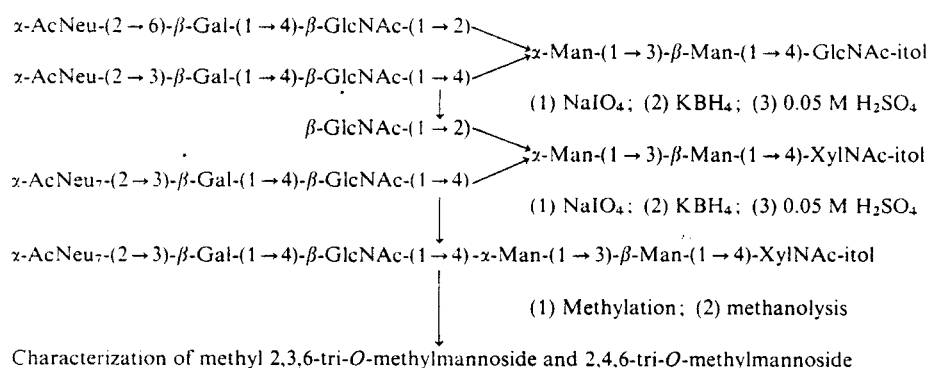 α-AcNeu-(2 → 6)-β-Gal-(1 → 4)-β-GlcNAc-(1 → 2)
α-Man-(1 → 3)-β-Man-(1 → 4)-GlcNAc-itol
α-AcNeu-(2 → 3)-β-Gal-(1 → 4)-β-GlcNAc-(1 → 4)
(1) NaIO₄; (2) KBH₄; (3) 0.05 M H₂SO₄
β-GlcNAc-(1 → 2)
α-Man-(1 → 3)-β-Man-(1 → 4)-XylNAc-itol
α-AcNeu₇-(2 → 3)-β-Gal-(1 → 4)-β-GlcNAc-(1 → 4)
(1) NaIO₄; (2) KBH₄; (3) 0.05 M H₂SO₄
α-AcNeu₇-(2 → 3)-β-Gal-(1 → 4)-β-GlcNAc-(1 → 4)-α-Man-(1 → 3)-β-Man-(1 → 4)-XylNAc-itol
(1) Methylation; (2) methanolysis
Characterization of methyl 2,3,6-tri-O-methylmannoside and 2,4,6-tri-O-methylmannoside